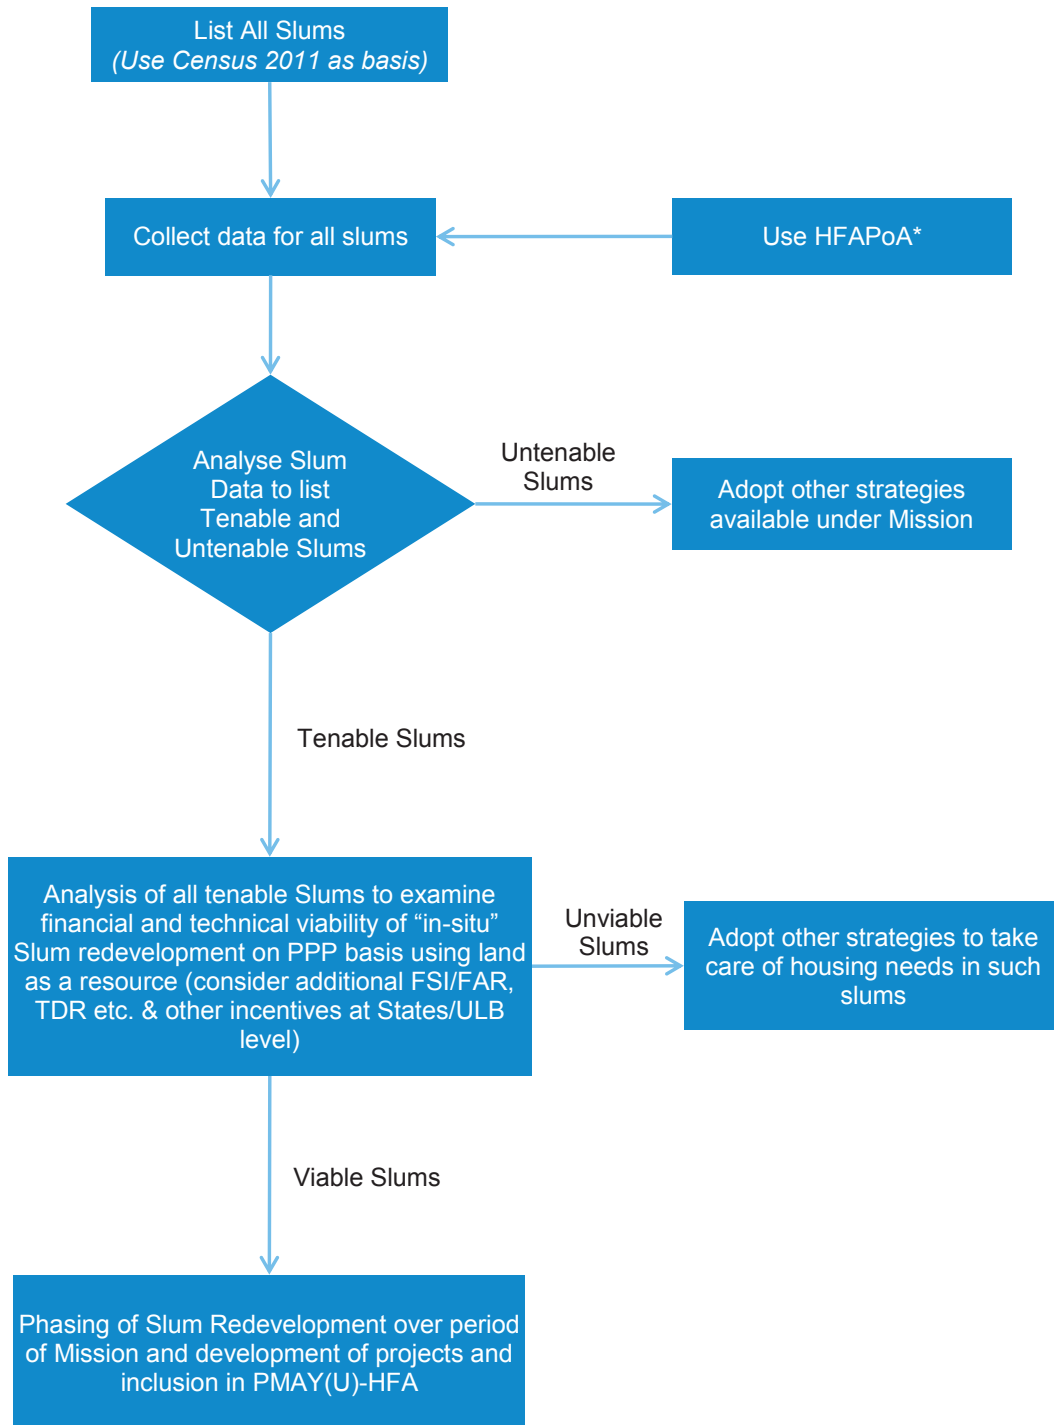 List All Slums
(Use Census 2011 as basis)
Collect data for all slums
Use HFAPoA*
Analyse Slum
Data to list
Tenable and
Untenable Slums
Untenable
Slums
Adopt other strategies
available under Mission
Tenable Slums
Analysis of all tenable Slums to examine
financial and technical viability of “in-situ”
Slum redevelopment on PPP basis using land
as a resource (consider additional FSI/FAR,
TDR etc. & other incentives at States/ULB
level)
Unviable
Slums
Adopt other strategies to take
care of housing needs in such
slums
Viable Slums
Phasing of Slum Redevelopment over period
of Mission and development of projects and
inclusion in PMAY(U)-HFA